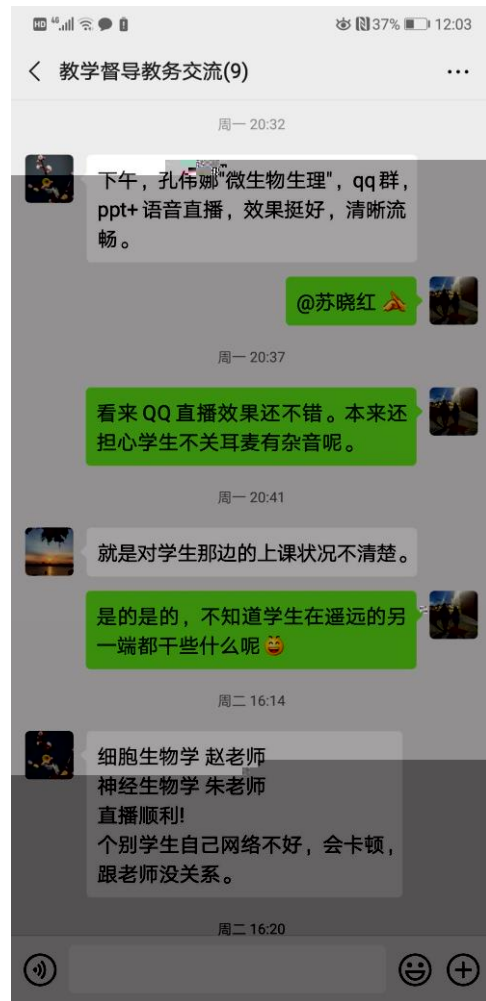 HD 46 37% 12:03
教学督导教务交流(9)
周一 20:32
下午，孔伟娜"微生物生理"，qq群，
ppt+语音直播，效果挺好，清晰流
畅。
@苏晓红
周一 20:37
看来QQ直播效果还不错。本来还
担心学生不关耳麦有杂音呢。
周一 20:41
就是对学生那边的上课状况不清楚。
是的是的，不知道学生在遥远的另
一端都干些什么呢
周二 16:14
细胞生物学 赵老师
神经生物学 朱老师
直播顺利!
个别学生自己网络不好，会卡顿，
跟老师没关系。
周二 16:20